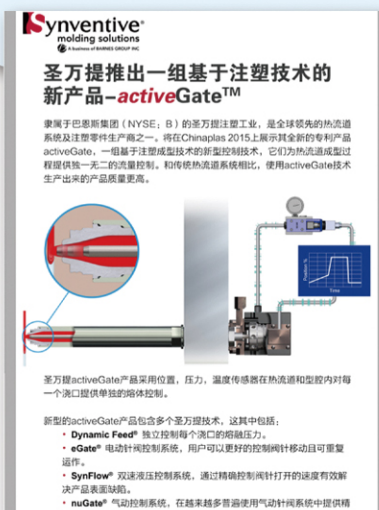 Synventive®
molding solutions
A business of BARNES GROUP INC
圣万提推出一组基于注塑技术的
新产品–activeGate™
隶属于巴恩斯集团（NYSE：B）的圣万提注塑工业，是全球领先的热流道
系统及注塑零件生产商之一。将在Chinaplas 2015上展示其全新的专利产品
activeGate，一组基于注塑成型技术的新型控制技术，它们为热流道成型过
程提供独一无二的流量控制。和传统热流道系统相比，使用activeGate技术
生产出来的产品质量更高。
Position %
Time
圣万提activeGate产品采用位置，压力，温度传感器在热流道和型腔内对每
一个浇口提供单独的熔体控制。
新型的activeGate产品包含多个圣万提技术，这其中包括：
• Dynamic Feed® 独立控制每个浇口的熔融压力。
• eGate® 电动针阀控制系统，用户可以更好的控制阀针移动且可重复
运作。
• SynFlow® 双速液压控制系统，通过精确控制阀针打开的速度有效解
决产品表面缺陷。
• nuGate® 气动控制系统，在越来越多普遍使用气动针阀系统中提供精